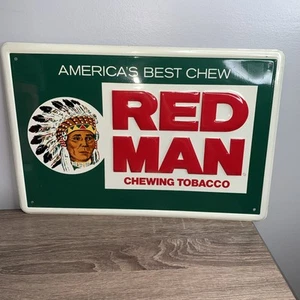 AMERICA'S BEST CHEW
RED
MAN
CHEWING TOBACCO